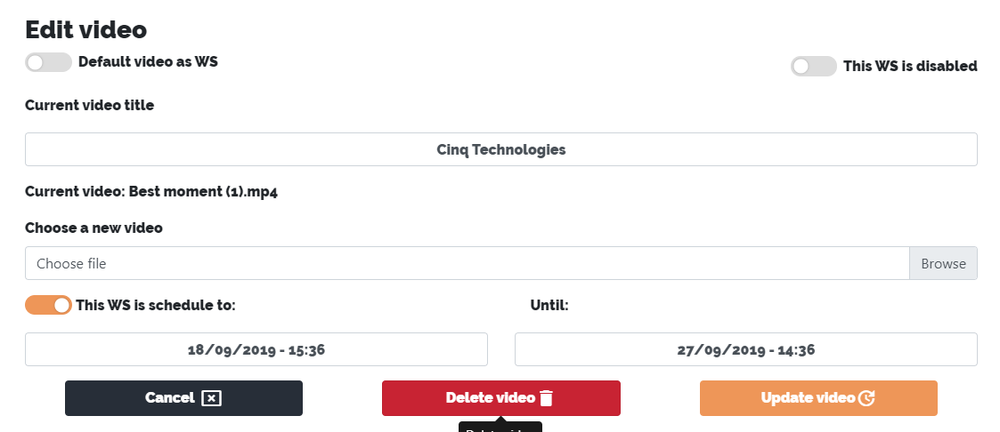 Edit video
Default video as WS
This WS is disabled
Current video title
Cinq Technologies
Current video: Best moment (1).mp4
Choose a new video
Choose file Browse
This WS is schedule to: Until:
18/09/2019 - 15:36 27/09/2019 - 14:36
Cancel Delete video Update video